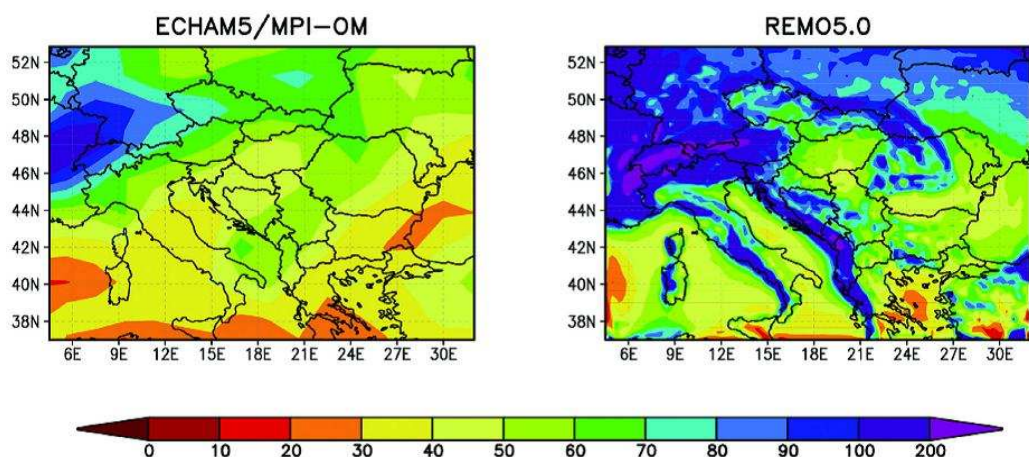 ECHAM5/MPI-OM REMO5.0
52N 52N
50N 50N
48N 48N
46N 46N
44N 44N
42N 42N
40N 40N
38N 38N
6E 9E 12E 15E 18E 21E 24E 27E 30E 6E 9E 12E 15E 18E 21E 24E 27E 30E
0 10 20 30 40 50 60 70 80 90 100 200